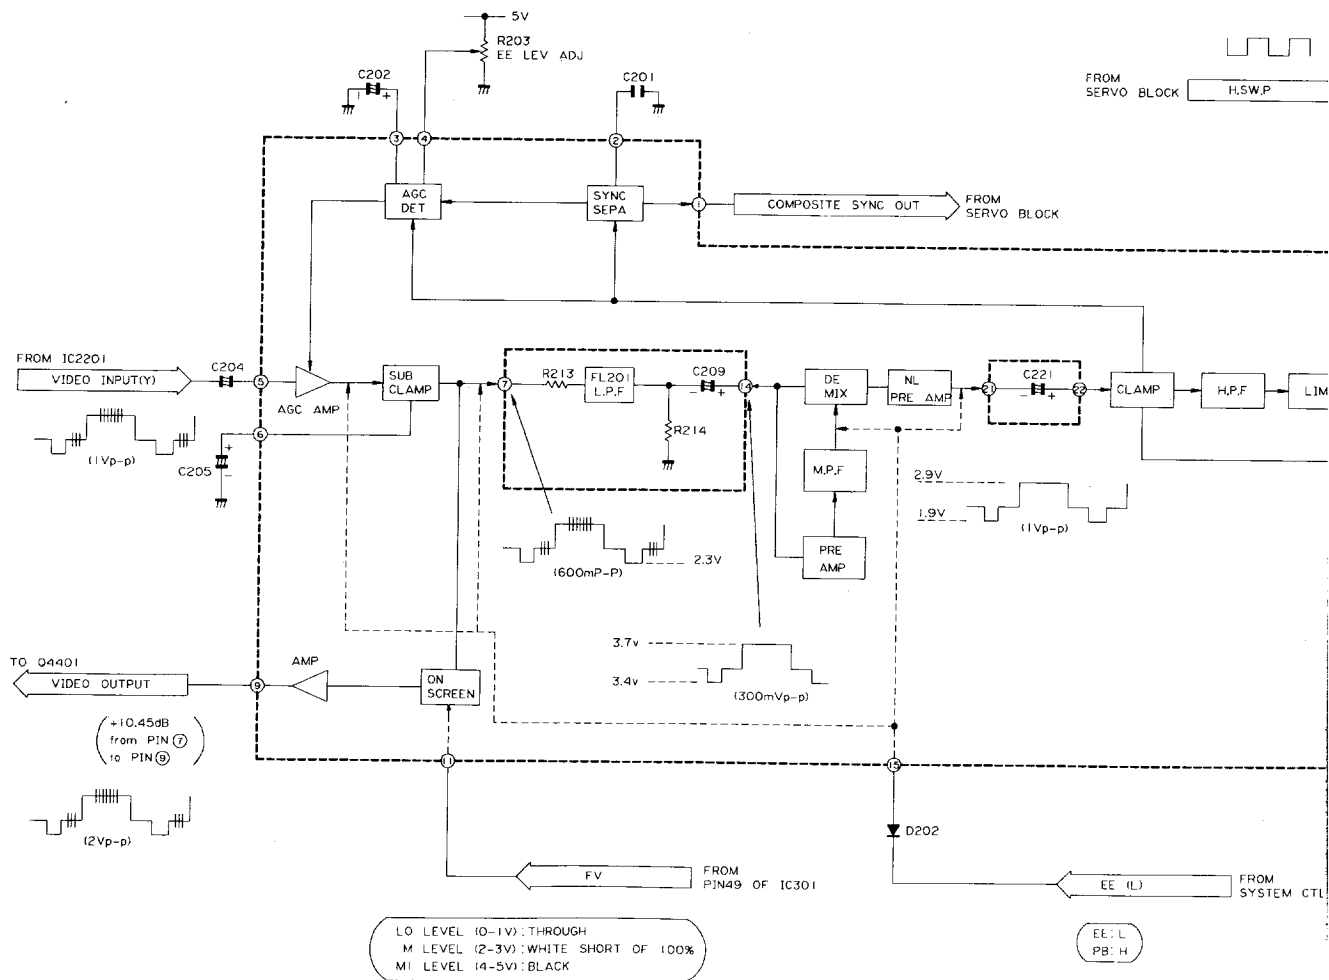 5V
R203
EE LEV ADJ
C202
C201
FROM
SERVO BLOCK
H.SW.P
3
4
2
AGC
DET
SYNC
SEPA
1
COMPOSITE SYNC OUT
FROM
SERVO BLOCK
FROM IC2201
VIDEO INPUT(Y)
C204
5
AGC AMP
SUB
CLAMP
7
R213
FL201
L.P.F
C209
- +
14
DE
MIX
NL
PRE AMP
21
C221
- +
22
CLAMP
H.P.F
LIM
6
C205
+
-
R214
(1Vp-p)
M.P.F
2.9V
1.9V
(1Vp-p)
2.3V
(600mP-P)
PRE
AMP
3.7v
3.4v
(300mVp-p)
TO Q4401
VIDEO OUTPUT
9
AMP
ON
SCREEN
(+10.45dB
from PIN 7
to PIN 9)
11
15
(2Vp-p)
D202
FV
FROM
PIN49 OF IC301
EE (L)
FROM
SYSTEM CTL
LO LEVEL (0-1V):THROUGH
M LEVEL (2-3V):WHITE SHORT OF 100%
MI LEVEL (4-5V):BLACK
EE:L
PB:H